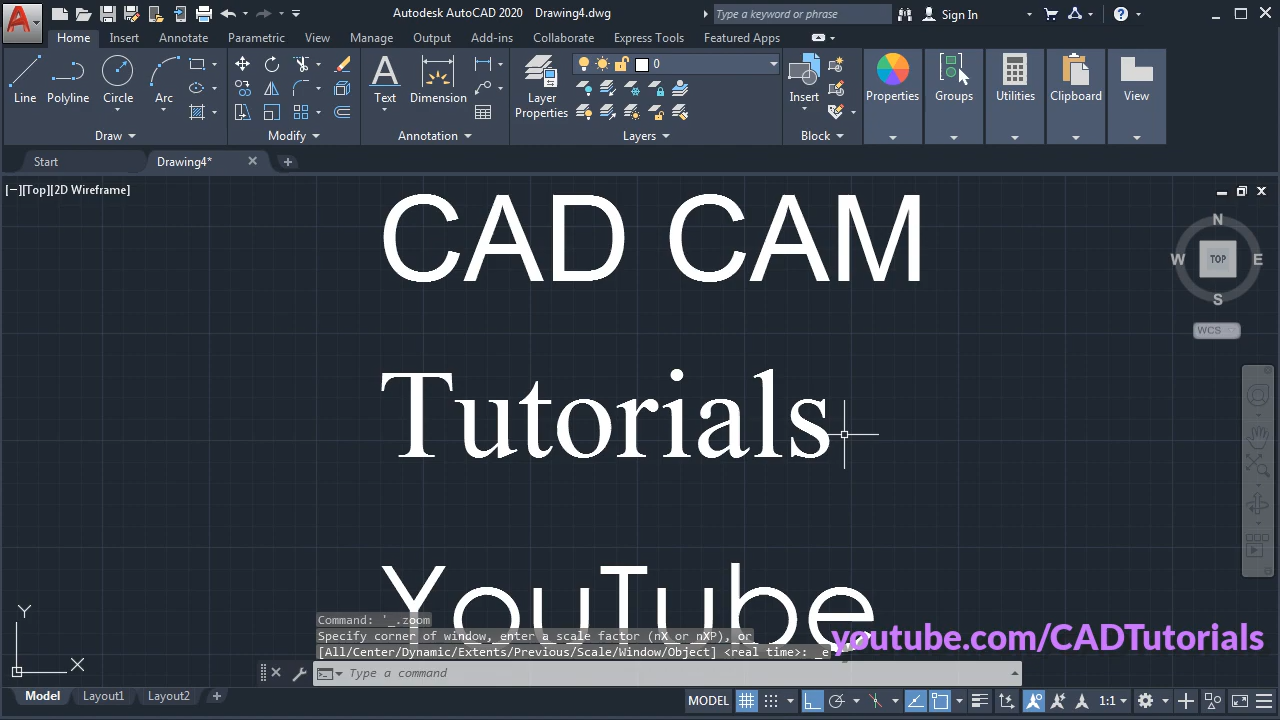 Autodesk AutoCAD 2020 Drawing4.dwg
Type a keyword or phrase
Sign In
Home Insert Annotate Parametric View Manage Output Add-ins Collaborate Express Tools Featured Apps
Line Polyline Circle Arc
Text Dimension
Layer Properties
0
Insert
Properties Groups Utilities Clipboard View
Draw Modify Annotation Layers Block
Start Drawing4*
[−][Top][2D Wireframe]
CAD CAM
N
W TOP E
S
WCS
Tutorials
YouTube
Y
X
Command: '_.zoom
Specify corner of window, enter a scale factor (nX or nXP), or
[All/Center/Dynamic/Extents/Previous/Scale/Window/Object] <real time>: _e
youtube.com/CADTutorials
Type a command
Model Layout1 Layout2
MODEL 1:1